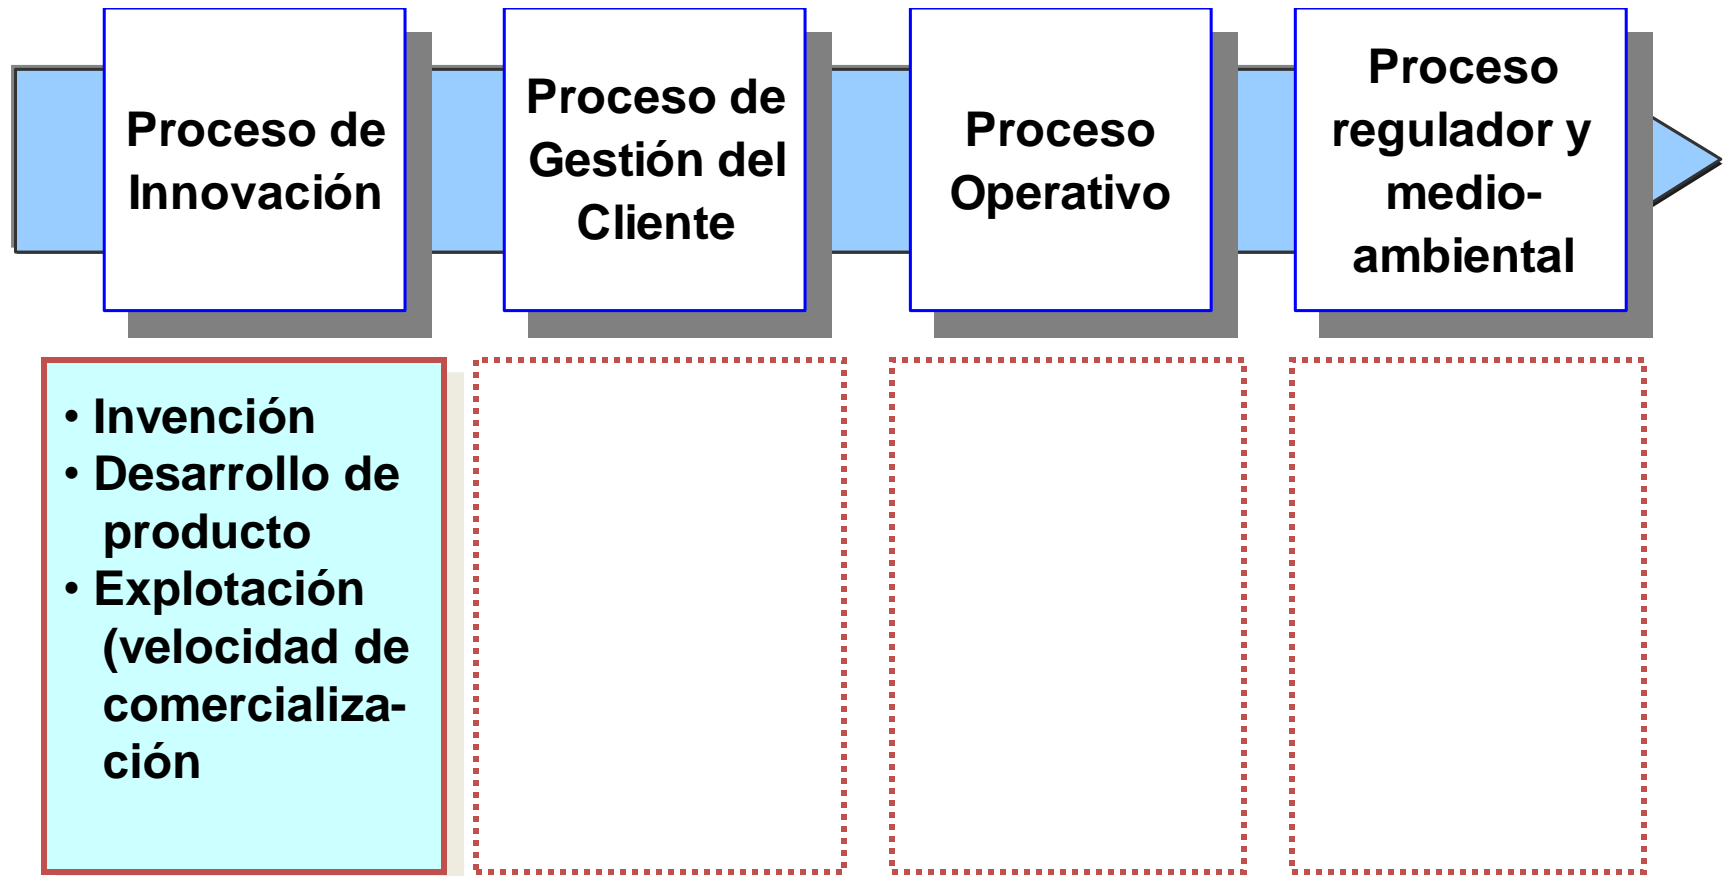 Proceso de
Innovación
Proceso de
Gestión del
Cliente
Proceso
Operativo
Proceso
regulador y
medio-
ambiental
• Invención
• Desarrollo de
producto
• Explotación
(velocidad de
comercializa-
ción